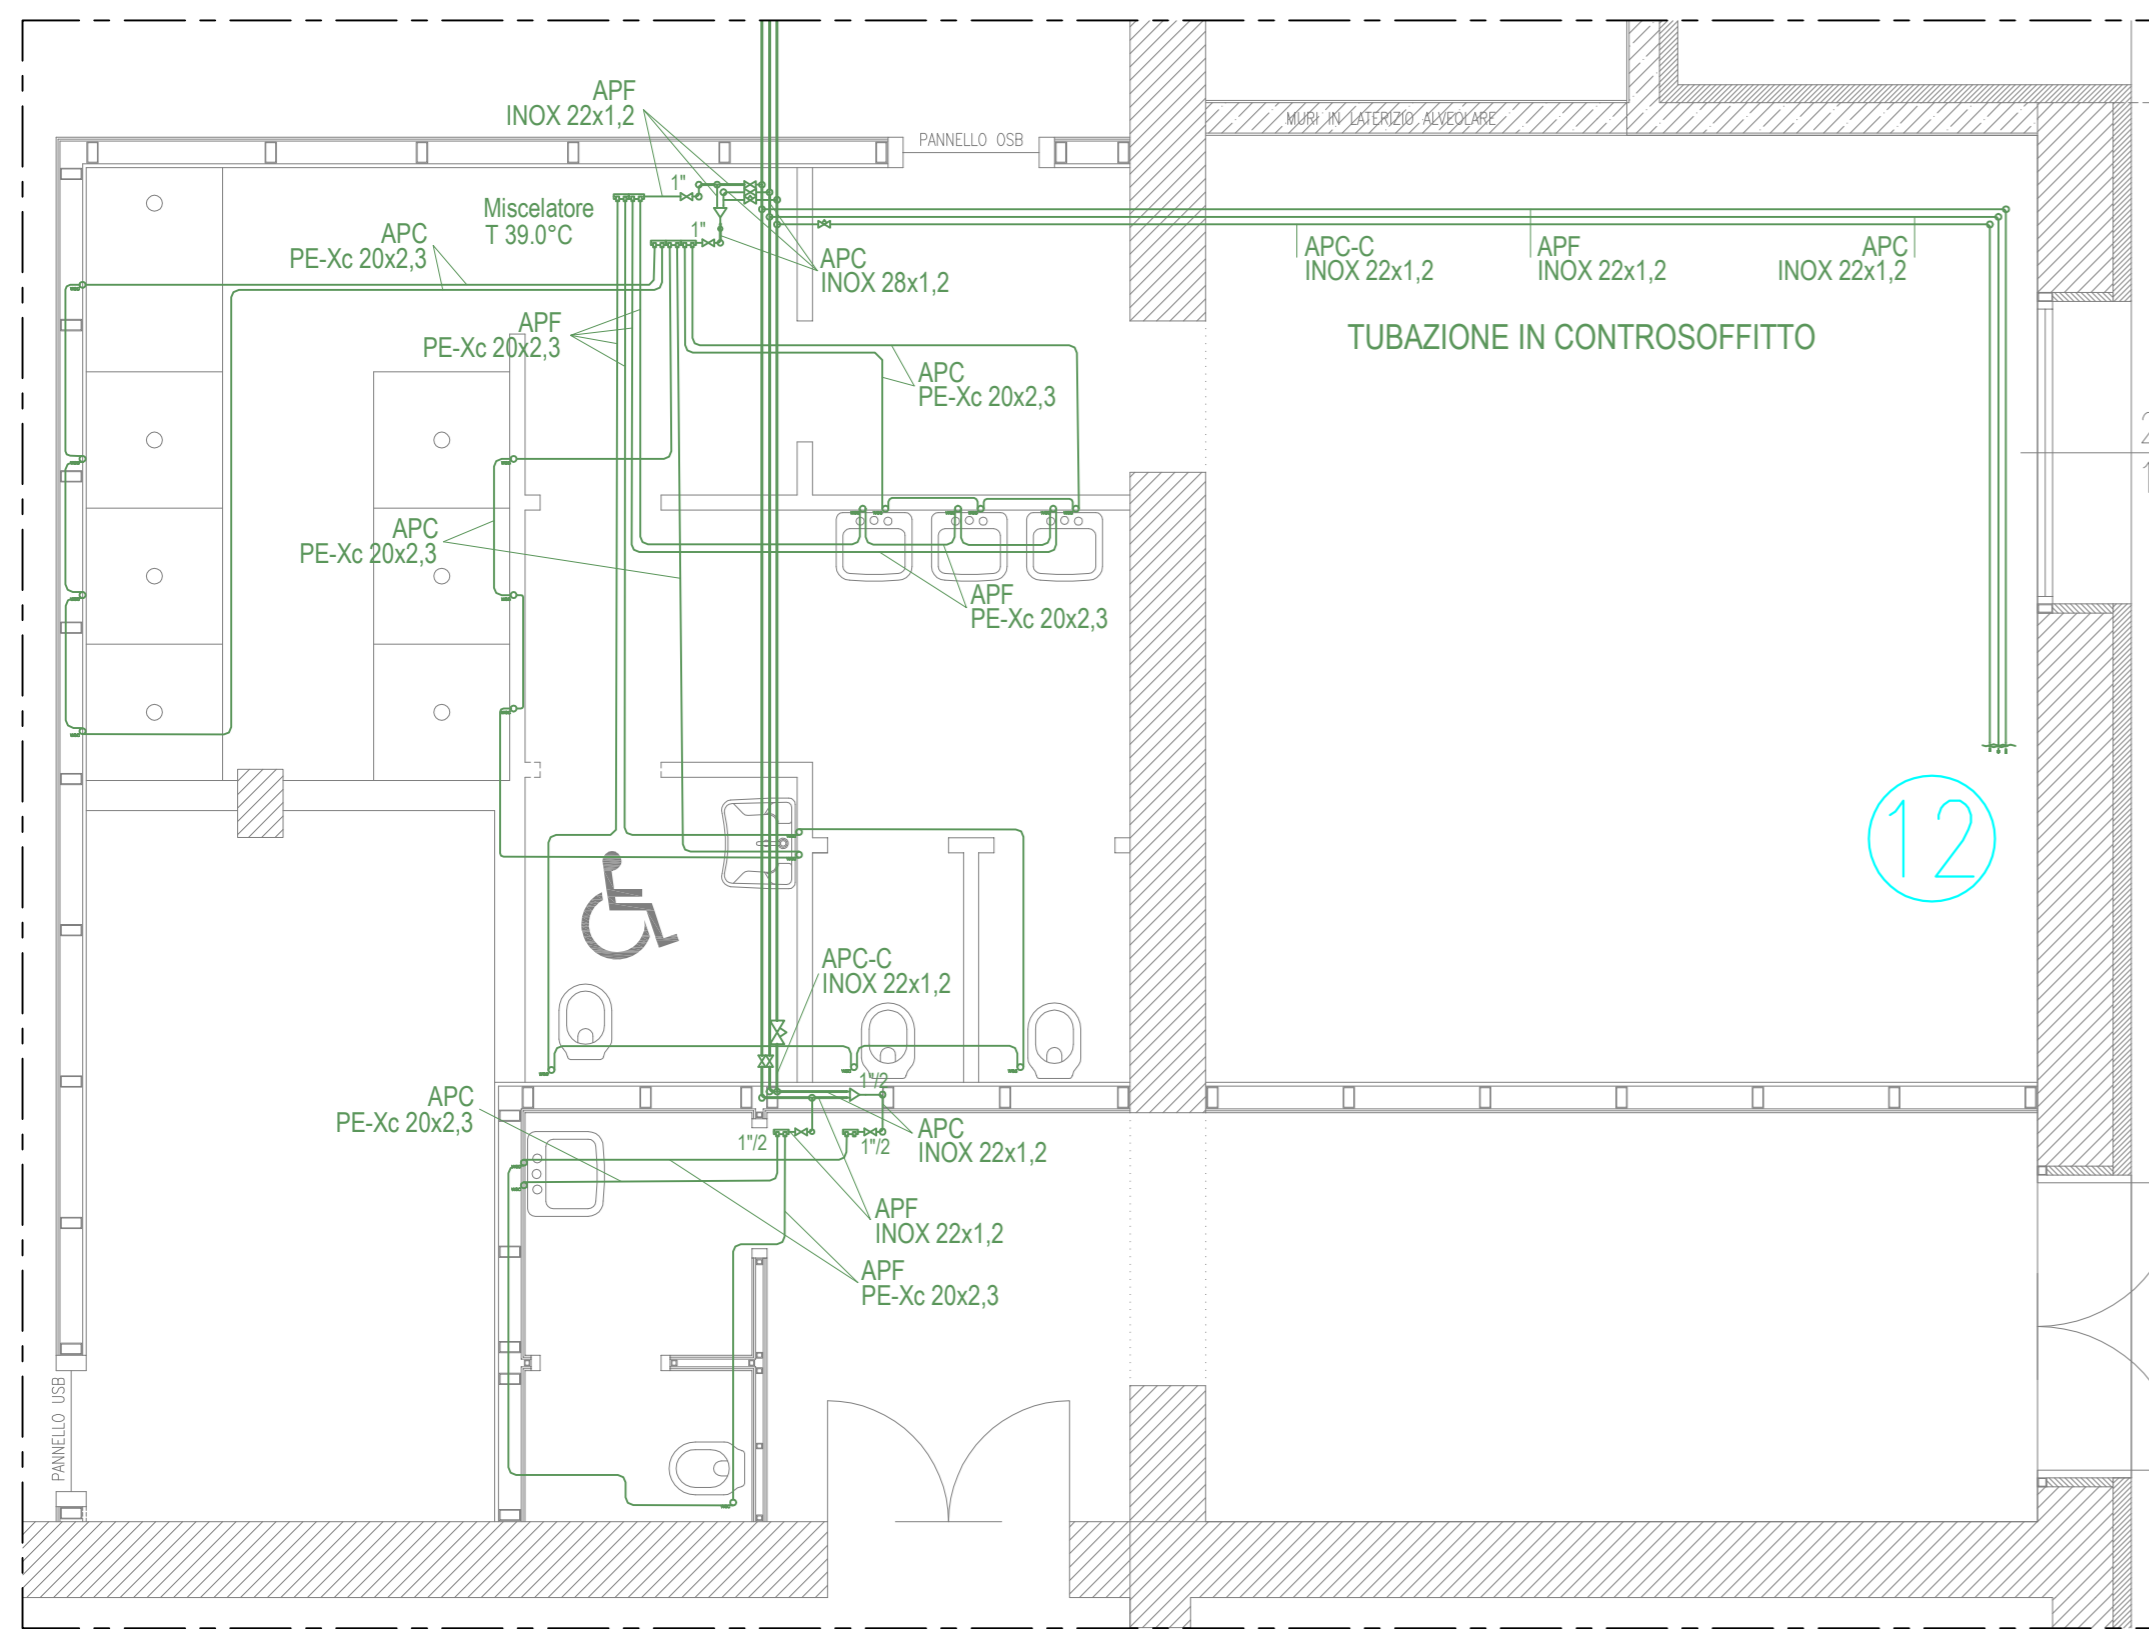 APF
INOX 22x1,2
MURI IN LATERIZIO ALVEOLARE
PANNELLO OSB
1"
Miscelatore
T 39.0°C
APC
PE-Xc 20x2,3
1"
APC
INOX 28x1,2
APC-C
INOX 22x1,2
APF
INOX 22x1,2
APC
INOX 22x1,2
APF
PE-Xc 20x2,3
TUBAZIONE IN CONTROSOFFITTO
APC
PE-Xc 20x2,3
2
1
APC
PE-Xc 20x2,3
APF
PE-Xc 20x2,3
12
APC-C
INOX 22x1,2
1"/2
APC
PE-Xc 20x2,3
1"/2
1"/2
APC
INOX 22x1,2
APF
INOX 22x1,2
APF
PE-Xc 20x2,3
PANNELLO USB